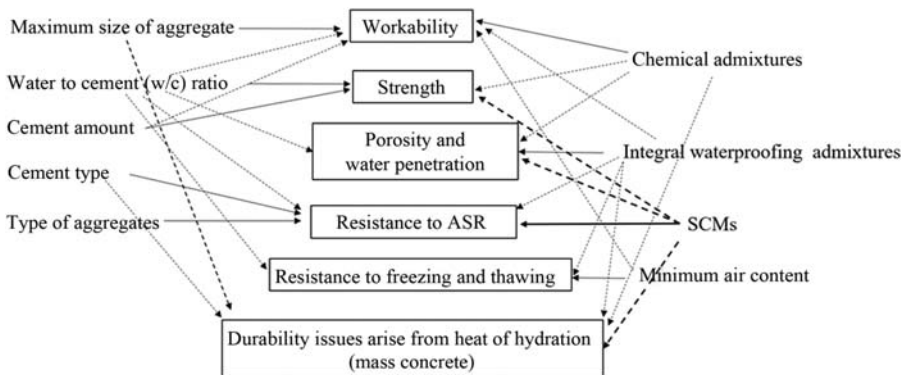 Maximum size of aggregate
Workability
Chemical admixtures
Water to cement (w/c) ratio
Strength
Cement amount
Porosity and
water penetration
Integral waterproofing admixtures
Cement type
Type of aggregates
Resistance to ASR
SCMs
Resistance to freezing and thawing
Minimum air content
Durability issues arise from heat of hydration
(mass concrete)